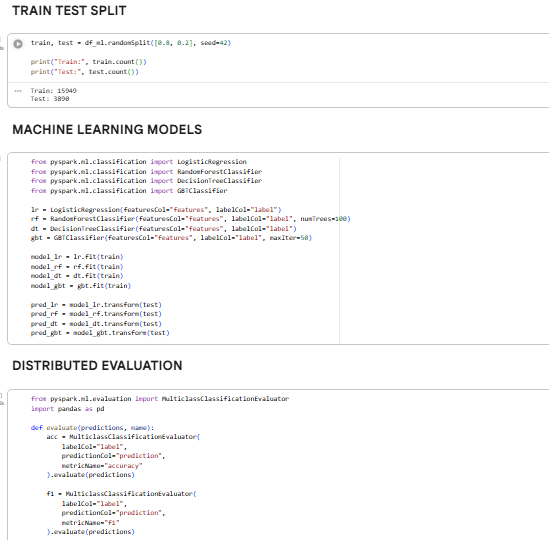 TRAIN TEST SPLIT
train, test = df_ml.randomSplit([0.8, 0.2], seed=42)
print("Train:", train.count())
print("Test:", test.count())
Train: 15949
Test: 3890
MACHINE LEARNING MODELS
from pyspark.ml.classification import LogisticRegression
from pyspark.ml.classification import RandomForestClassifier
from pyspark.ml.classification import DecisionTreeClassifier
from pyspark.ml.classification import GBTClassifier
lr = LogisticRegression(featuresCol="features", labelCol="label")
rf = RandomForestClassifier(featuresCol="features", labelCol="label", numTrees=100)
dt = DecisionTreeClassifier(featuresCol="features", labelCol="label")
gbt = GBTClassifier(featuresCol="features", labelCol="label", maxIter=50)
model_lr = lr.fit(train)
model_rf = rf.fit(train)
model_dt = dt.fit(train)
model_gbt = gbt.fit(train)
pred_lr = model_lr.transform(test)
pred_rf = model_rf.transform(test)
pred_dt = model_dt.transform(test)
pred_gbt = model_gbt.transform(test)
DISTRIBUTED EVALUATION
from pyspark.ml.evaluation import MulticlassClassificationEvaluator
import pandas as pd
def evaluate(predictions, name):
acc = MulticlassClassificationEvaluator(
labelCol="label",
predictionCol="prediction",
metricName="accuracy"
).evaluate(predictions)
f1 = MulticlassClassificationEvaluator(
labelCol="label",
predictionCol="prediction",
metricName="f1"
).evaluate(predictions)